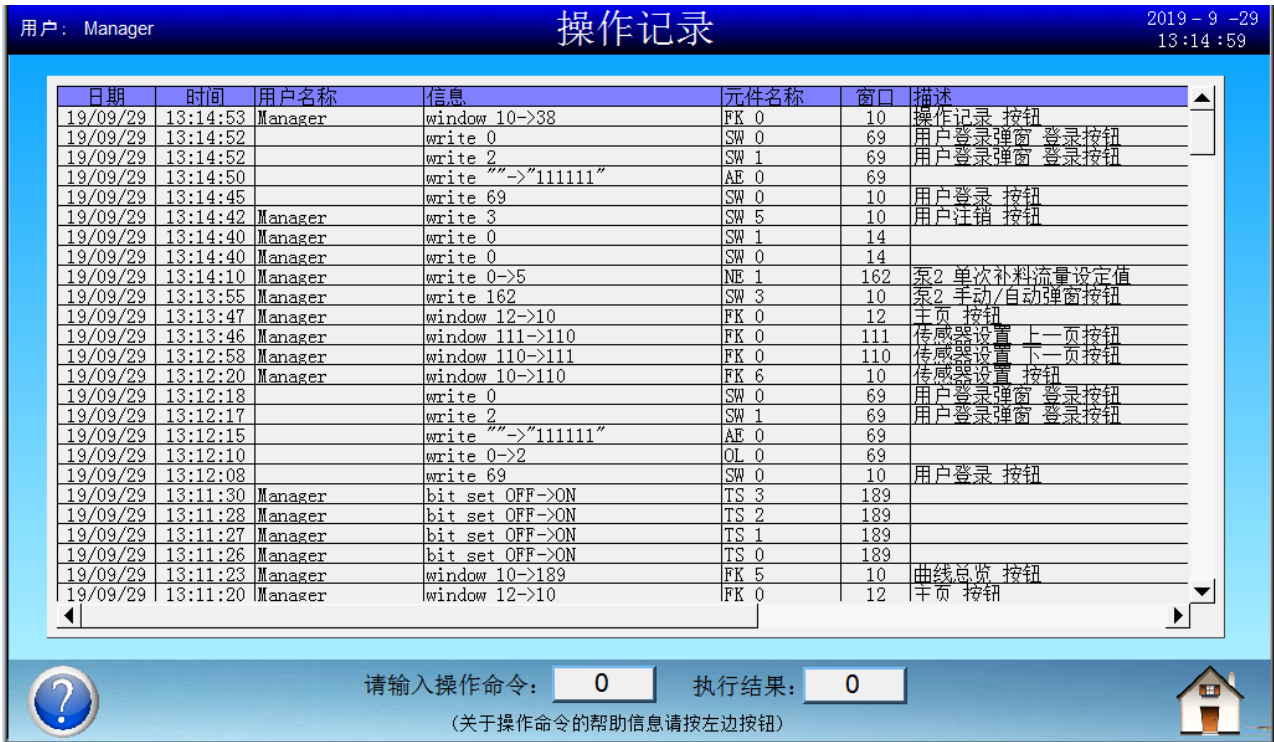 用户: Manager
操作记录
2019-9-29
13:14:59
日期 时间 用户名称 信息 元件名称 窗口 描述
19/09/29 13:14:53 Manager window 10->38 FK 0 10 操作记录 按钮
19/09/29 13:14:52 write 0 SW 0 69 用户登录弹窗 登录按钮
19/09/29 13:14:52 write 2 SW 1 69 用户登录弹窗 登录按钮
19/09/29 13:14:50 write ""->"111111" AE 0 69
19/09/29 13:14:45 write 69 SW 0 10 用户登录 按钮
19/09/29 13:14:42 Manager write 3 SW 5 10 用户注销 按钮
19/09/29 13:14:40 Manager write 0 SW 1 14
19/09/29 13:14:40 Manager write 0 SW 0 14
19/09/29 13:14:10 Manager write 0->5 NE 1 162 泵2 单次补料流量设定值
19/09/29 13:13:55 Manager write 162 SW 3 10 泵2 手动/自动弹窗按钮
19/09/29 13:13:47 Manager window 12->10 FK 0 12 主页 按钮
19/09/29 13:13:46 Manager window 111->110 FK 0 111 传感器设置 上一页按钮
19/09/29 13:12:58 Manager window 110->111 FK 0 110 传感器设置 下一页按钮
19/09/29 13:12:20 Manager window 10->110 FK 6 10 传感器设置 按钮
19/09/29 13:12:18 write 0 SW 0 69 用户登录弹窗 登录按钮
19/09/29 13:12:17 write 2 SW 1 69 用户登录弹窗 登录按钮
19/09/29 13:12:15 write ""->"111111" AE 0 69
19/09/29 13:12:10 write 0->2 OL 0 69
19/09/29 13:12:08 write 69 SW 0 10 用户登录 按钮
19/09/29 13:11:30 Manager bit set OFF->ON TS 3 189
19/09/29 13:11:28 Manager bit set OFF->ON TS 2 189
19/09/29 13:11:27 Manager bit set OFF->ON TS 1 189
19/09/29 13:11:26 Manager bit set OFF->ON TS 0 189
19/09/29 13:11:23 Manager window 10->189 FK 5 10 曲线总览 按钮
19/09/29 13:11:20 Manager window 12->10 FK 0 12 主页 按钮
请输入操作命令: 0 执行结果: 0
(关于操作命令的帮助信息请按左边按钮)